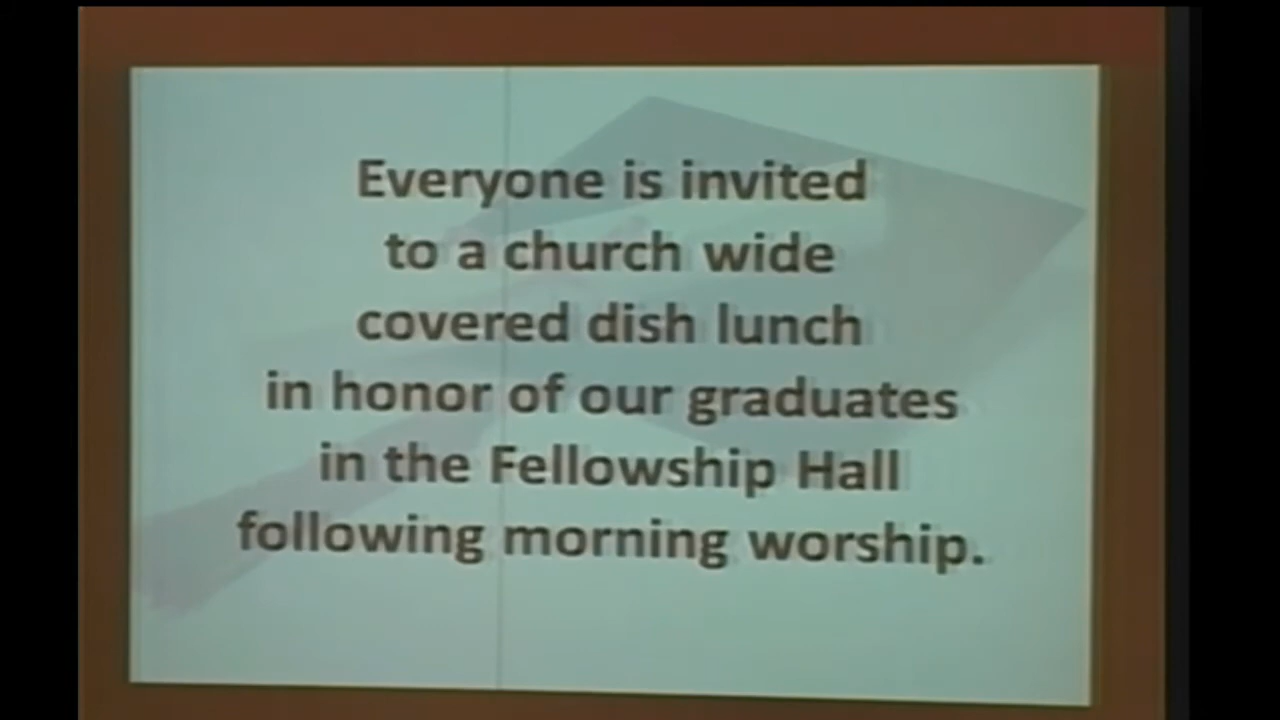 Everyone is invited
to a church wide
covered dish lunch
in honor of our graduates
in the Fellowship Hall
following morning worship.